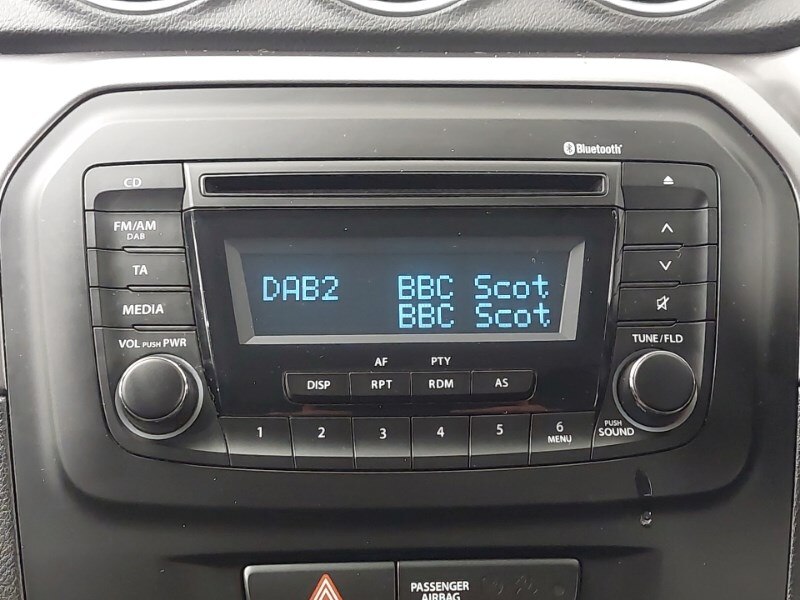 Bluetooth
CD
FM/AM
DAB
TA
MEDIA
VOL PUSH PWR
DAB2 BBC Scot
BBC Scot
TUNE/FLD
AF PTY
DISP RPT RDM AS
1 2 3 4 5 6
MENU
PUSH
SOUND
PASSENGER
AIRBAG